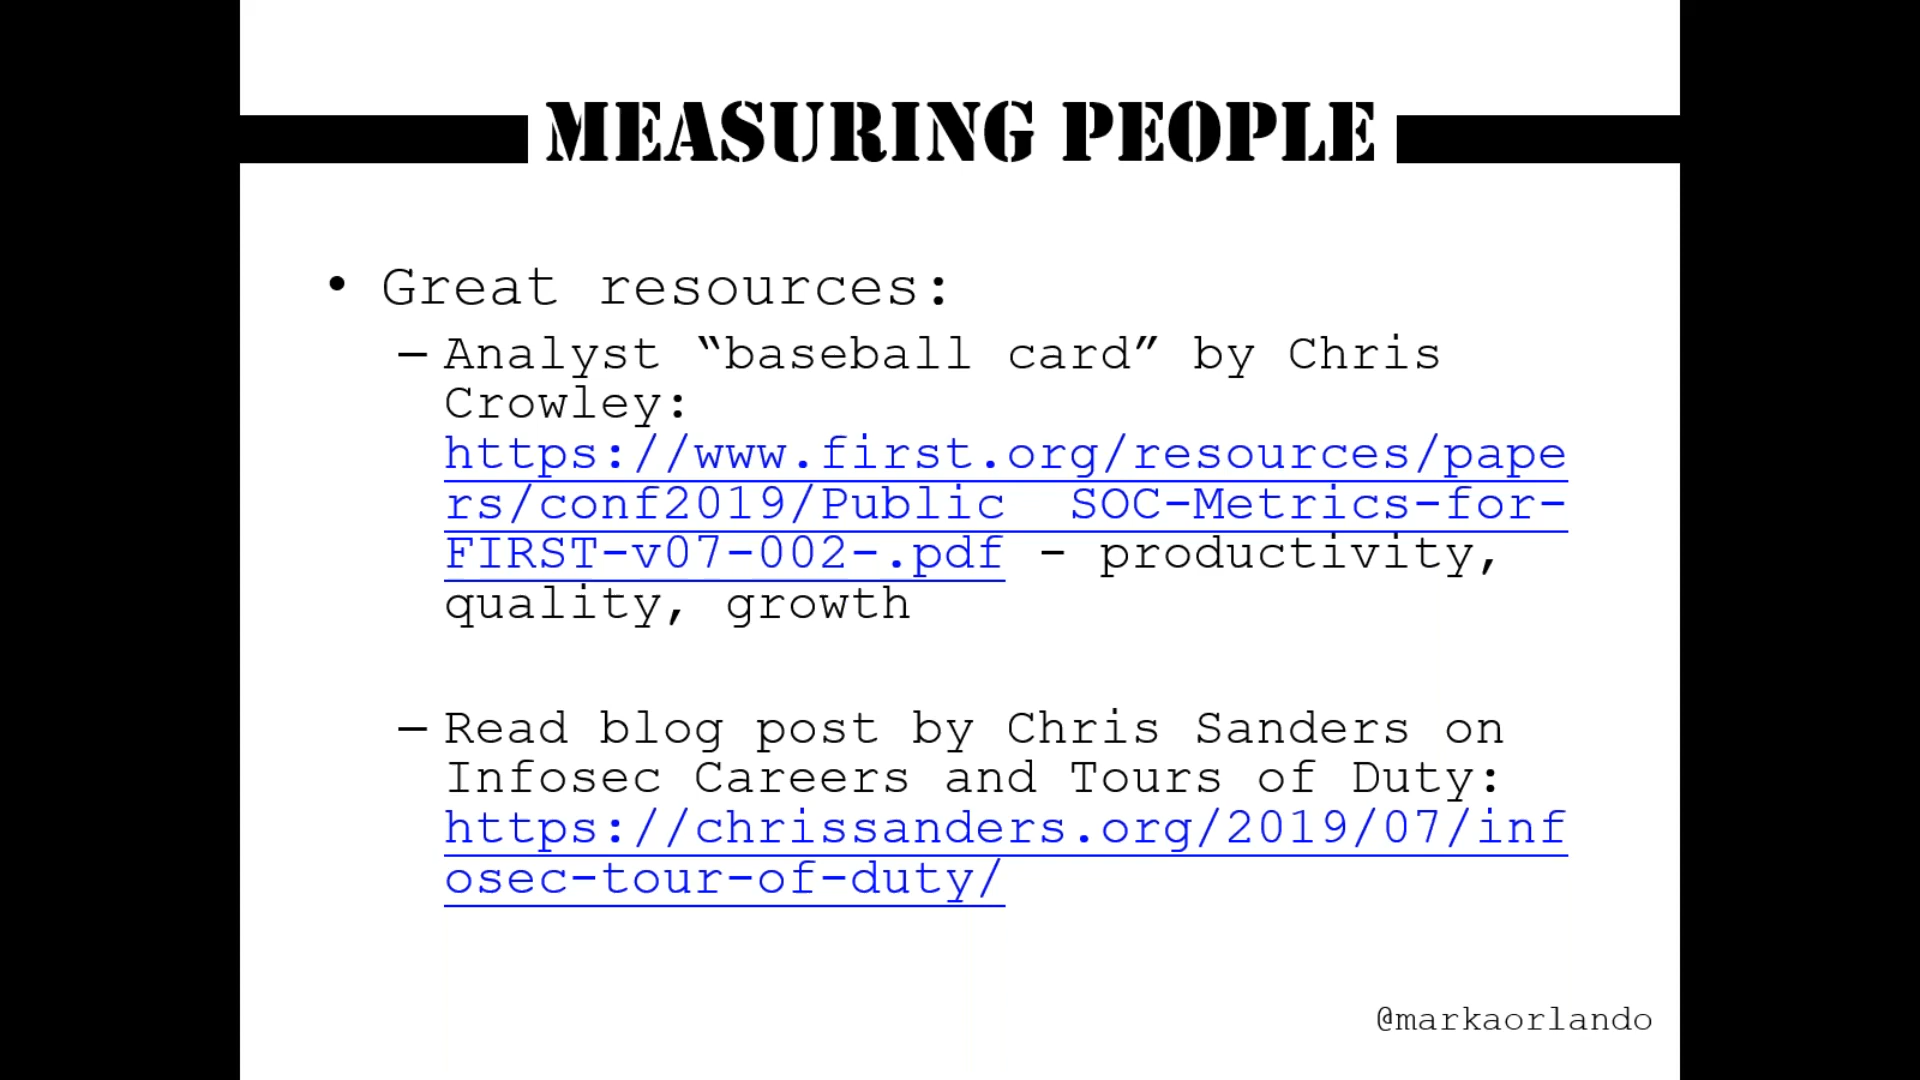 MEASURING PEOPLE
• Great resources:
– Analyst “baseball card” by Chris
Crowley:
https://www.first.org/resources/pape
rs/conf2019/Public  SOC-Metrics-for-
FIRST-v07-002-.pdf - productivity,
quality, growth
– Read blog post by Chris Sanders on
Infosec Careers and Tours of Duty:
https://chrissanders.org/2019/07/inf
osec-tour-of-duty/
@markaorlando